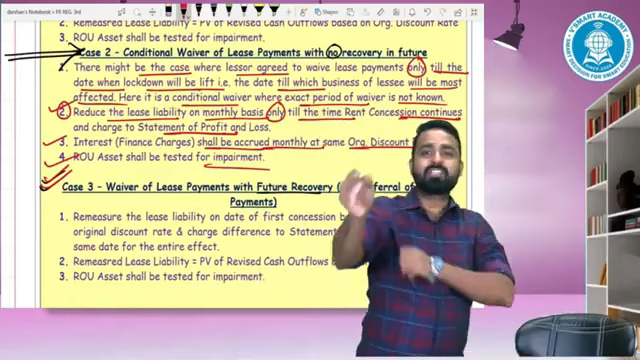 darshan's Notebook » FR REG. 3rd
2. Remeasred Lease Liability = PV of Revised Cash Outflows based on Org. Discount Rate
3. ROU Asset shall be tested for impairment.
Case 2 - Conditional Waiver of Lease Payments with no recovery in future
2. There might be the case where lessor agreed to waive lease payments only till the
date when lockdown will be lift i.e. the date till which business of lessee will be most
affected. Here it is a conditional waiver where exact period of waiver is not known.
2. Reduce the lease liability on monthly basis only till the time Rent Concession continues
and charge to Statement of Profit and Loss.
3. Interest (Finance Charges) shall be accrued monthly at same Org. Discount
4. ROU Asset shall be tested for impairment.
Case 3 - Waiver of Lease Payments with Future Recovery ( of
Payments)
1. Remeasure the lease liability on date of first concession
original discount rate & charge difference to
same date for the entire effect.
2. Remeasred Lease Liability = PV of Revised Cash Outflows
3. ROU Asset shall be tested for impairment.
V'SMART ACADEMY
SINCE 2009